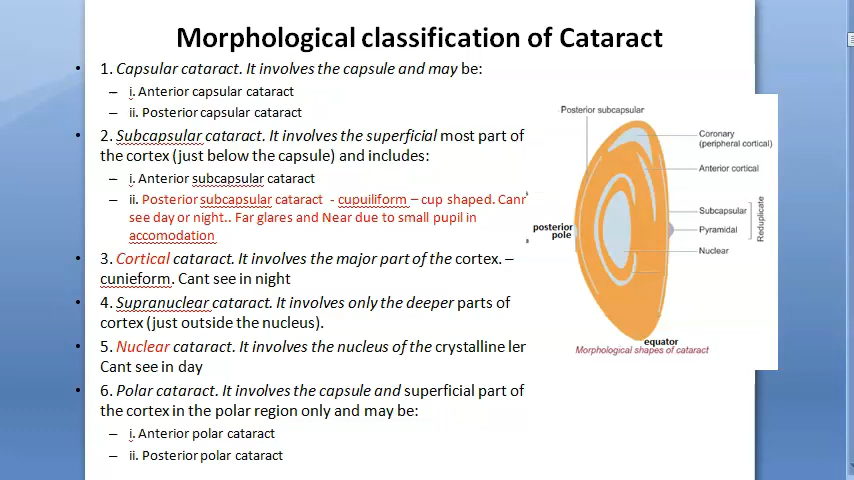 Morphological classification of Cataract
• 1. Capsular cataract. It involves the capsule and may be:
– i. Anterior capsular cataract
– ii. Posterior capsular cataract
• 2. Subcapsular cataract. It involves the superficial most part of
the cortex (just below the capsule) and includes:
– i. Anterior subcapsular cataract
– ii. Posterior subcapsular cataract - cupuiliform – cup shaped. Canr
see day or night.. Far glares and Near due to small pupil in
accomodation
• 3. Cortical cataract. It involves the major part of the cortex. –
cunieform. Cant see in night
• 4. Supranuclear cataract. It involves only the deeper parts of
cortex (just outside the nucleus).
• 5. Nuclear cataract. It involves the nucleus of the crystalline ler
Cant see in day
• 6. Polar cataract. It involves the capsule and superficial part of
the cortex in the polar region only and may be:
– i. Anterior polar cataract
– ii. Posterior polar cataract
Posterior subcapsular
Coronary
(peripheral cortical)
Anterior cortical
Subcapsular
Pyramidal
Reduplicate
Nuclear
posterior
pole
equator
Morphological shapes of cataract